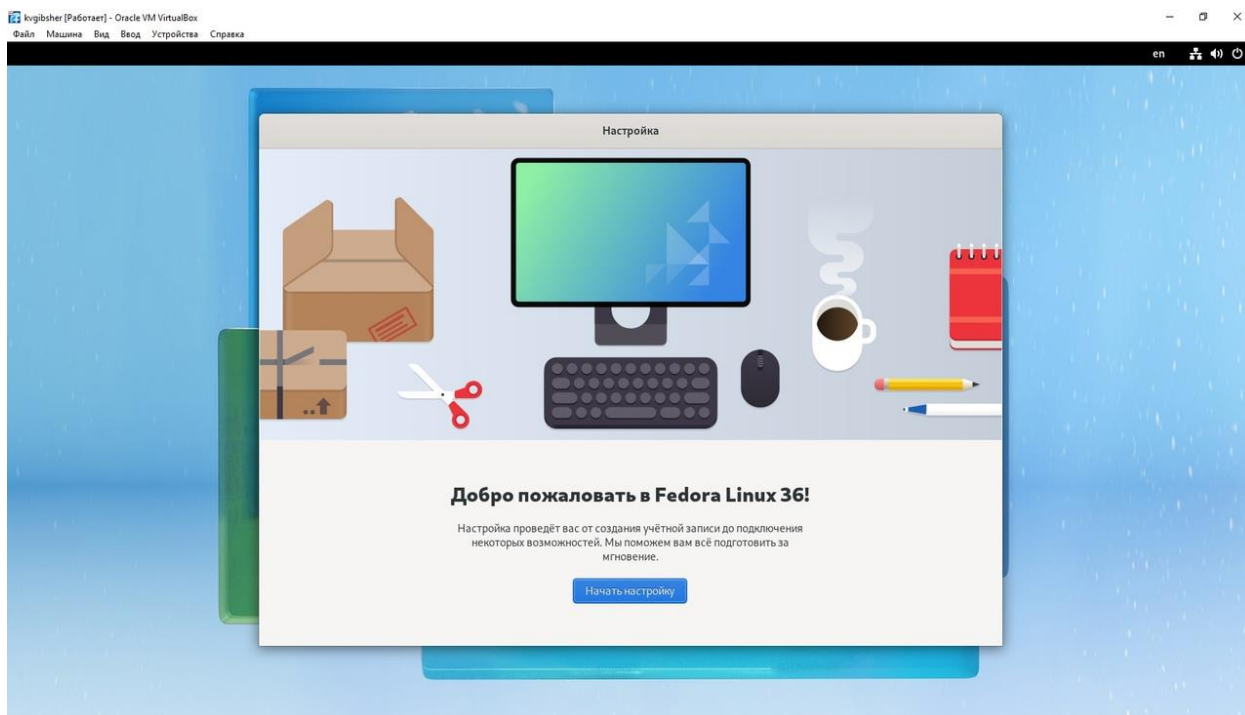 kvgibsher [Работает] - Oracle VM VirtualBox
Файл Машина Вид Ввод Устройства Справка
en
Настройка
Добро пожаловать в Fedora Linux 36!
Настройка проведёт вас от создания учётной записи до подключения
некоторых возможностей. Мы поможем вам всё подготовить за
мгновение.
Начать настройку